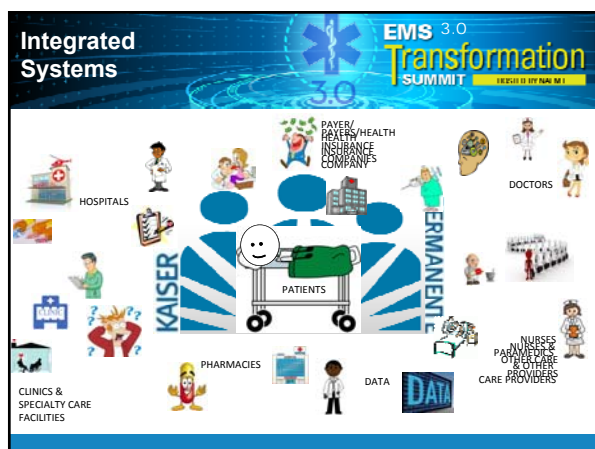 Integrated
Systems
EMS 3.0
Transformation
SUMMIT HOSTED BY NAEMT
3.0
PAYER/
PAYERS/HEALTH
HEALTH
INSURANCE
INSURANCE
COMPANIES
COMPANY
HOSPITALS
DOCTORS
KAISER
ERMANENTE
PATIENTS
NURSES
NURSES &
PARAMEDICS
OTHER CARE
& OTHER
PROVIDERS
CARE PROVIDERS
PHARMACIES
DATA
DATA
CLINICS &
SPECIALTY CARE
FACILITIES